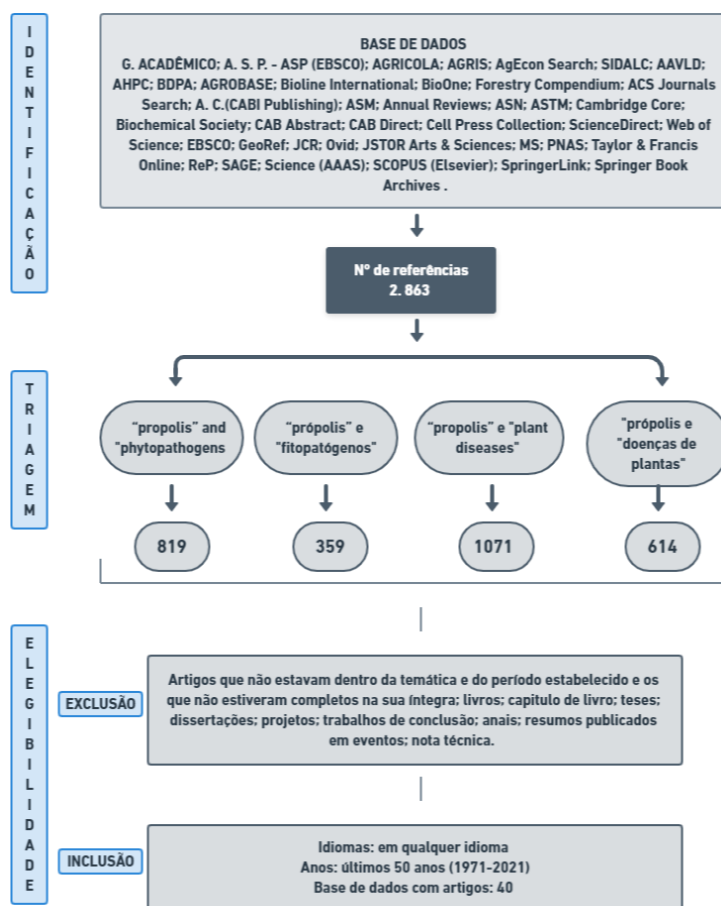 IDENTIFICAÇÃO
BASE DE DADOS
G. ACADÊMICO; A. S. P. - ASP (EBSCO); AGRICOLA; AGRIS; AgEcon Search; SIDALC; AAVLD;
AHPC; BDPA; AGROBASE; Bioline International; BioOne; Forestry Compendium; ACS Journals
Search; A. C.(CABI Publishing); ASM; Annual Reviews; ASN; ASTM; Cambridge Core;
Biochemical Society; CAB Abstract; CAB Direct; Cell Press Collection; ScienceDirect; Web of
Science; EBSCO; GeoRef; JCR; Ovid; JSTOR Arts & Sciences; MS; PNAS; Taylor & Francis
Online; ReP; SAGE; Science (AAAS); SCOPUS (Elsevier); SpringerLink; Springer Book
Archives .
Nº de referências
2. 863
TRIAGEM
“propolis” and
"phytopathogens
“própolis” e
"fitopatógenos"
“propolis” e "plant
diseases"
"própolis e
"doenças de
plantas"
819
359
1071
614
ELEGIBILIDADE
EXCLUSÃO
Artigos que não estavam dentro da temática e do período estabelecido e os
que não estiveram completos na sua íntegra; livros; capitulo de livro; teses;
dissertações; projetos; trabalhos de conclusão; anais; resumos publicados
em eventos; nota técnica.
INCLUSÃO
Idiomas: em qualquer idioma
Anos: últimos 50 anos (1971-2021)
Base de dados com artigos: 40